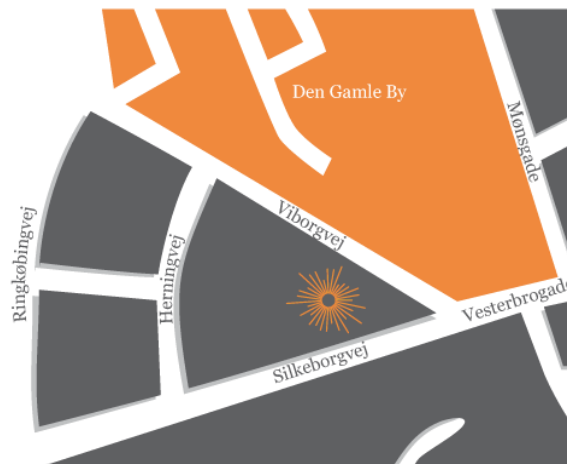 Den Gamle By
Mønsgade
Viborgvej
Ringkøbingvej
Herningvej
Vesterbrogade
Silkeborgvej